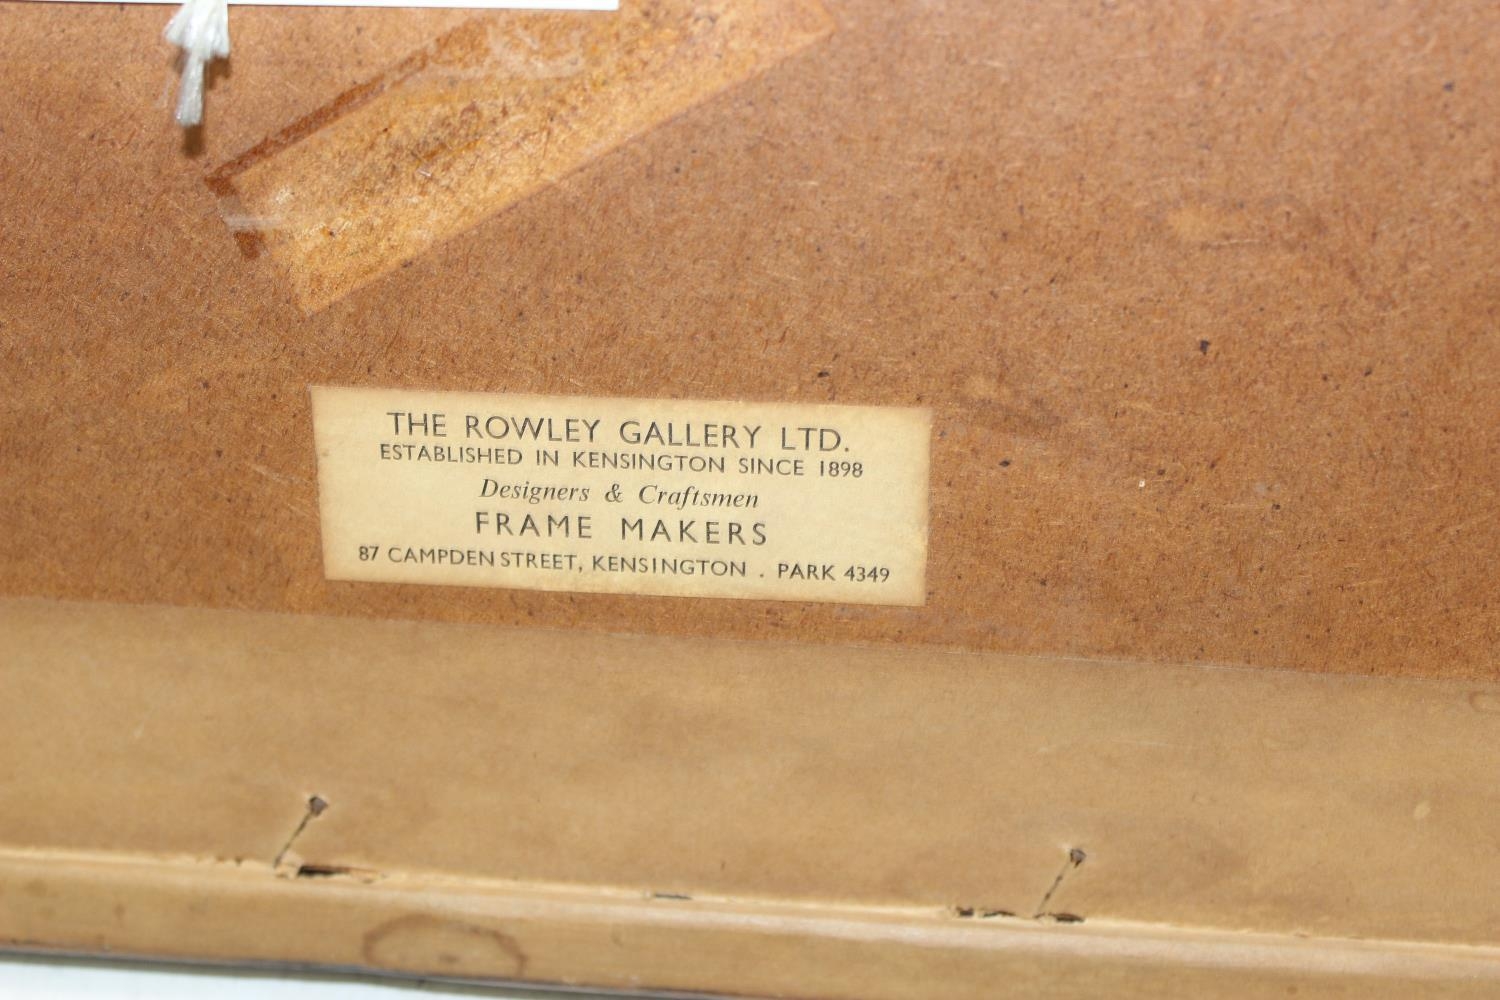 THE ROWLEY GALLERY LTD.
ESTABLISHED IN KENSINGTON SINCE 1898
Designers & Craftsmen
FRAME MAKERS
87 CAMPDEN STREET, KENSINGTON . PARK 4349